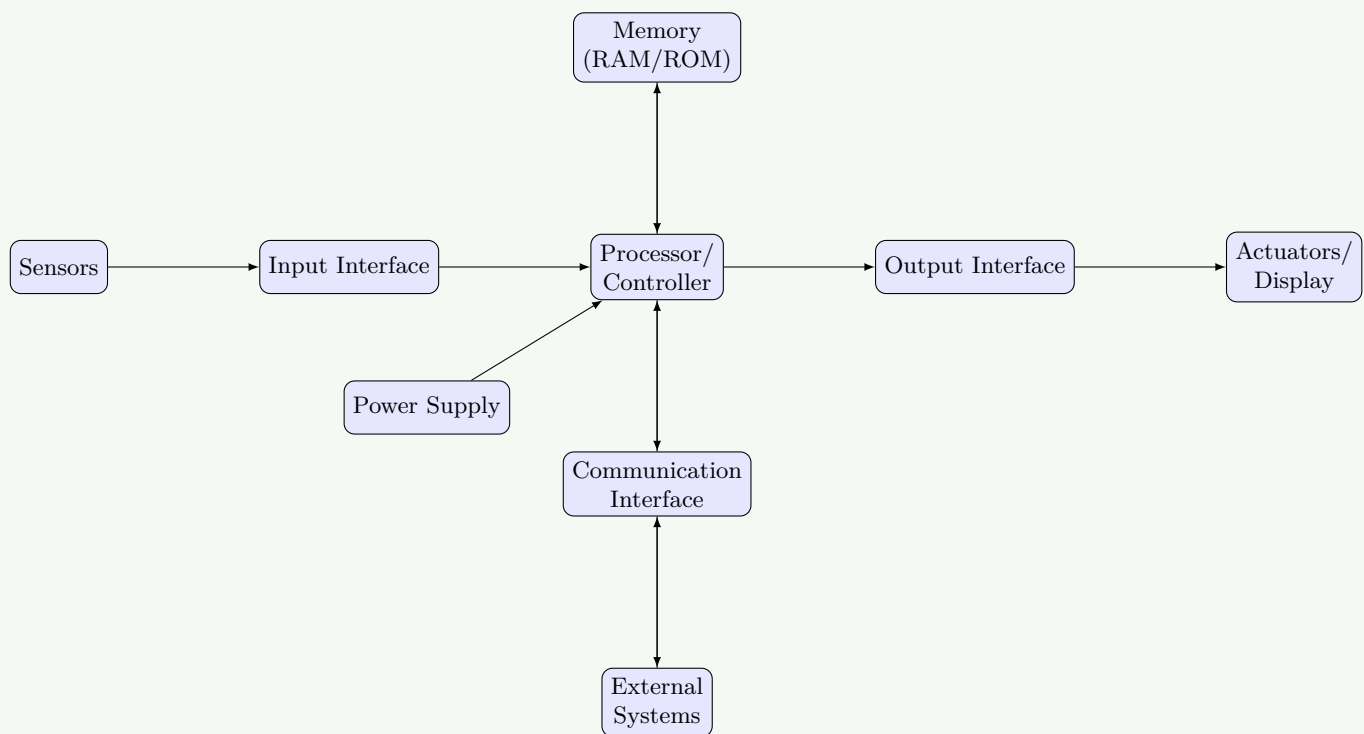 Memory
(RAM/ROM)
Sensors
Input Interface
Processor/
Controller
Output Interface
Actuators/
Display
Power Supply
Communication
Interface
External
Systems